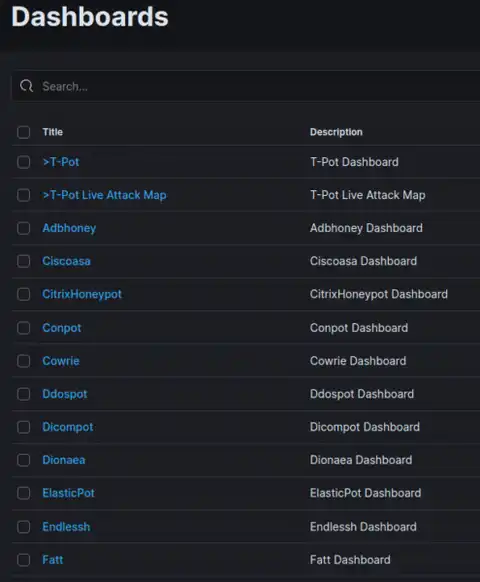 Dashboards
Search...
Title Description
>T-Pot T-Pot Dashboard
>T-Pot Live Attack Map T-Pot Live Attack Map
Adbhoney Adbhoney Dashboard
Ciscoasa Ciscoasa Dashboard
CitrixHoneypot CitrixHoneypot Dashboard
Conpot Conpot Dashboard
Cowrie Cowrie Dashboard
Ddospot Ddospot Dashboard
Dicompot Dicompot Dashboard
Dionaea Dionaea Dashboard
ElasticPot ElasticPot Dashboard
Endlessh Endlessh Dashboard
Fatt Fatt Dashboard